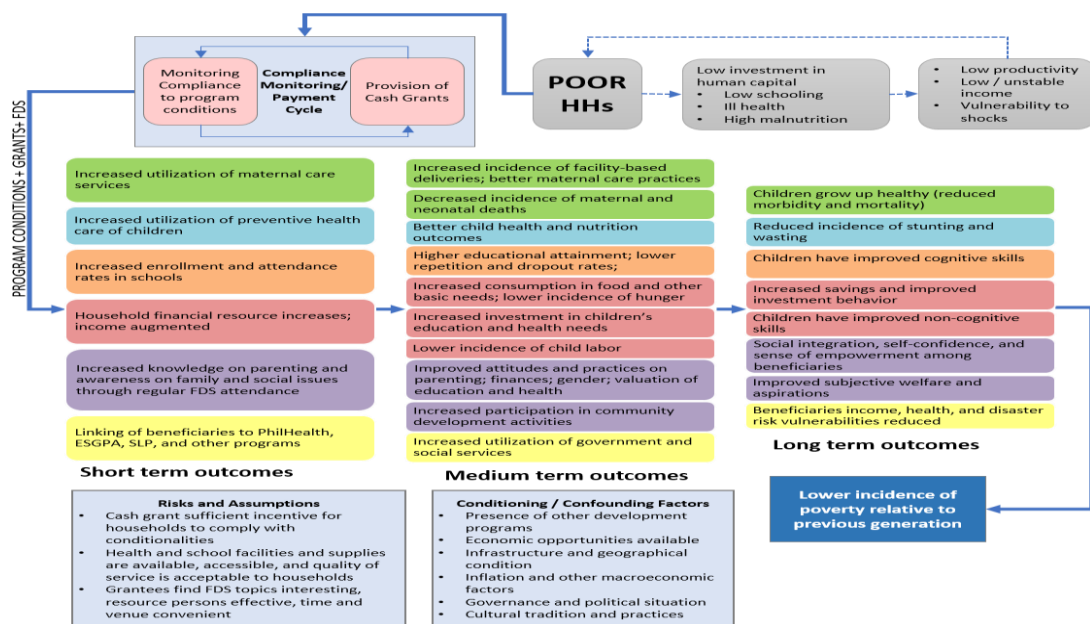 PROGRAM CONDITIONS + GRANTS+ FDS
Monitoring
Compliance
to program
conditions
Compliance
Monitoring/
Payment
Cycle
Provision of
Cash Grants
POOR
HHs
Low investment in
human capital
• Low schooling
• Ill health
• High malnutrition
• Low productivity
• Low / unstable
income
• Vulnerability to
shocks
Increased utilization of maternal care
services
Increased utilization of preventive health
care of children
Increased enrollment and attendance
rates in schools
Household financial resource increases;
income augmented
Increased knowledge on parenting and
awareness on family and social issues
through regular FDS attendance
Linking of beneficiaries to PhilHealth,
ESGPA, SLP, and other programs
Short term outcomes
Increased incidence of facility-based
deliveries; better maternal care practices
Decreased incidence of maternal and
neonatal deaths
Better child health and nutrition
outcomes
Higher educational attainment; lower
repetition and dropout rates;
Increased consumption in food and other
basic needs; lower incidence of hunger
Increased investment in children's
education and health needs
Lower incidence of child labor
Improved attitudes and practices on
parenting; finances; gender; valuation of
education and health
Increased participation in community
development activities
Increased utilization of government and
social services
Medium term outcomes
Children grow up healthy (reduced
morbidity and mortality)
Reduced incidence of stunting and
wasting
Children have improved cognitive skills
Increased savings and improved
investment behavior
Children have improved non-cognitive
skills
Social integration, self-confidence, and
sense of empowerment among
beneficiaries
Improved subjective welfare and
aspirations
Beneficiaries income, health, and disaster
risk vulnerabilities reduced
Long term outcomes
Risks and Assumptions
• Cash grant sufficient incentive for
households to comply with
conditionalities
• Health and school facilities and supplies
are available, accessible, and quality of
service is acceptable to households
• Grantees find FDS topics interesting,
resource persons effective, time and
venue convenient
Conditioning / Confounding Factors
• Presence of other development
programs
• Economic opportunities available
• Infrastructure and geographical
condition
• Inflation and other macroeconomic
factors
• Governance and political situation
• Cultural tradition and practices
Lower incidence of
poverty relative to
previous generation